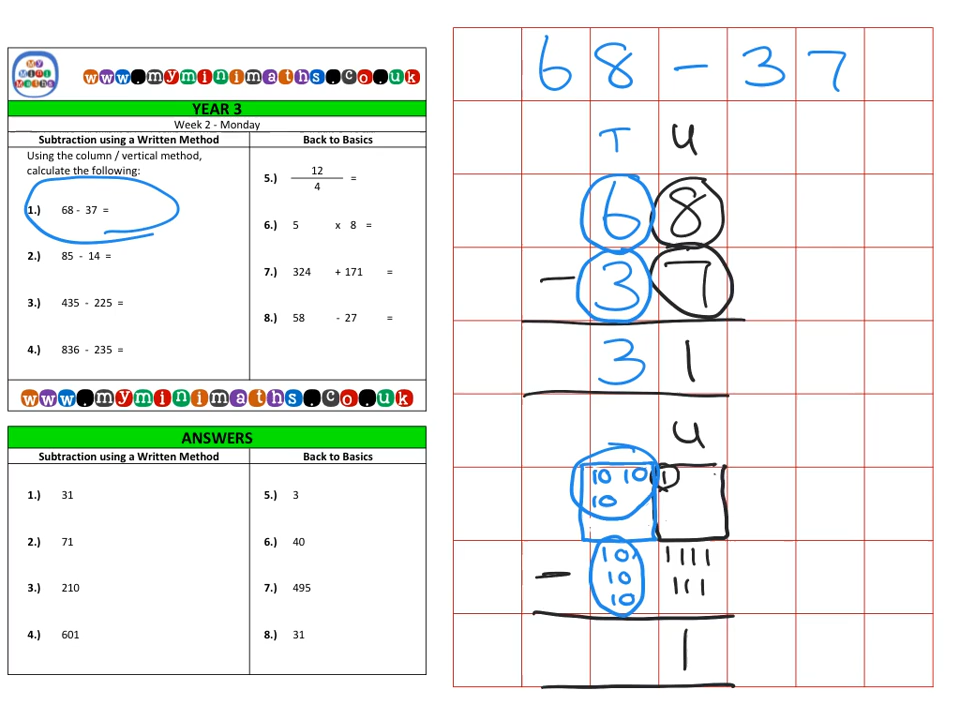 My
Mini
Maths
www.myminimaths.co.uk
YEAR 3
Week 2 - Monday
Subtraction using a Written Method
Back to Basics
Using the column / vertical method,
calculate the following:
1.) 68 - 37 =
2.) 85 - 14 =
3.) 435 - 225 =
4.) 836 - 235 =
5.) 12
4 =
6.) 5 x 8 =
7.) 324 + 171 =
8.) 58 - 27 =
www.myminimaths.co.uk
ANSWERS
Subtraction using a Written Method
Back to Basics
1.) 31
2.) 71
3.) 210
4.) 601
5.) 3
6.) 40
7.) 495
8.) 31
68 - 37
T U
6 8
- 3 7
3 1
U
10 10 1
10
10 1111
- 10 111
10
1